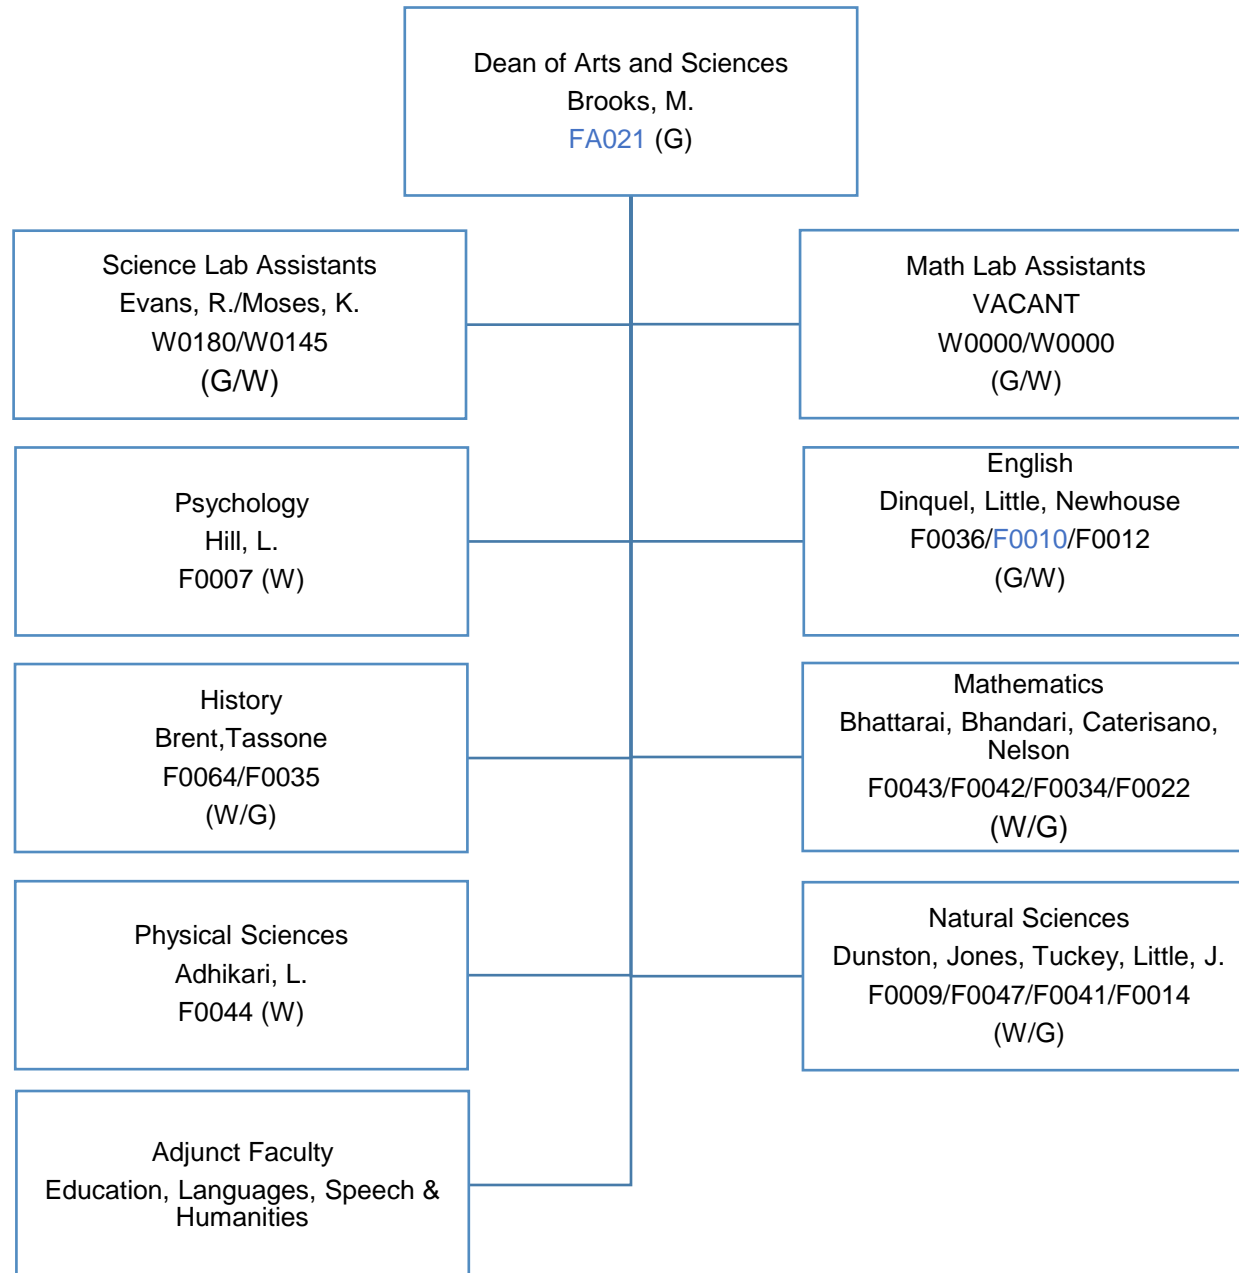 Dean of Arts and Sciences
Brooks, M.
FA021 (G)
Science Lab Assistants
Evans, R./Moses, K.
W0180/W0145
(G/W)
Math Lab Assistants
VACANT
W0000/W0000
(G/W)
Psychology
Hill, L.
F0007 (W)
English
Dinquel, Little, Newhouse
F0036/F0010/F0012
(G/W)
History
Brent,Tassone
F0064/F0035
(W/G)
Mathematics
Bhattarai, Bhandari, Caterisano,
Nelson
F0043/F0042/F0034/F0022
(W/G)
Physical Sciences
Adhikari, L.
F0044 (W)
Natural Sciences
Dunston, Jones, Tuckey, Little, J.
F0009/F0047/F0041/F0014
(W/G)
Adjunct Faculty
Education, Languages, Speech &
Humanities